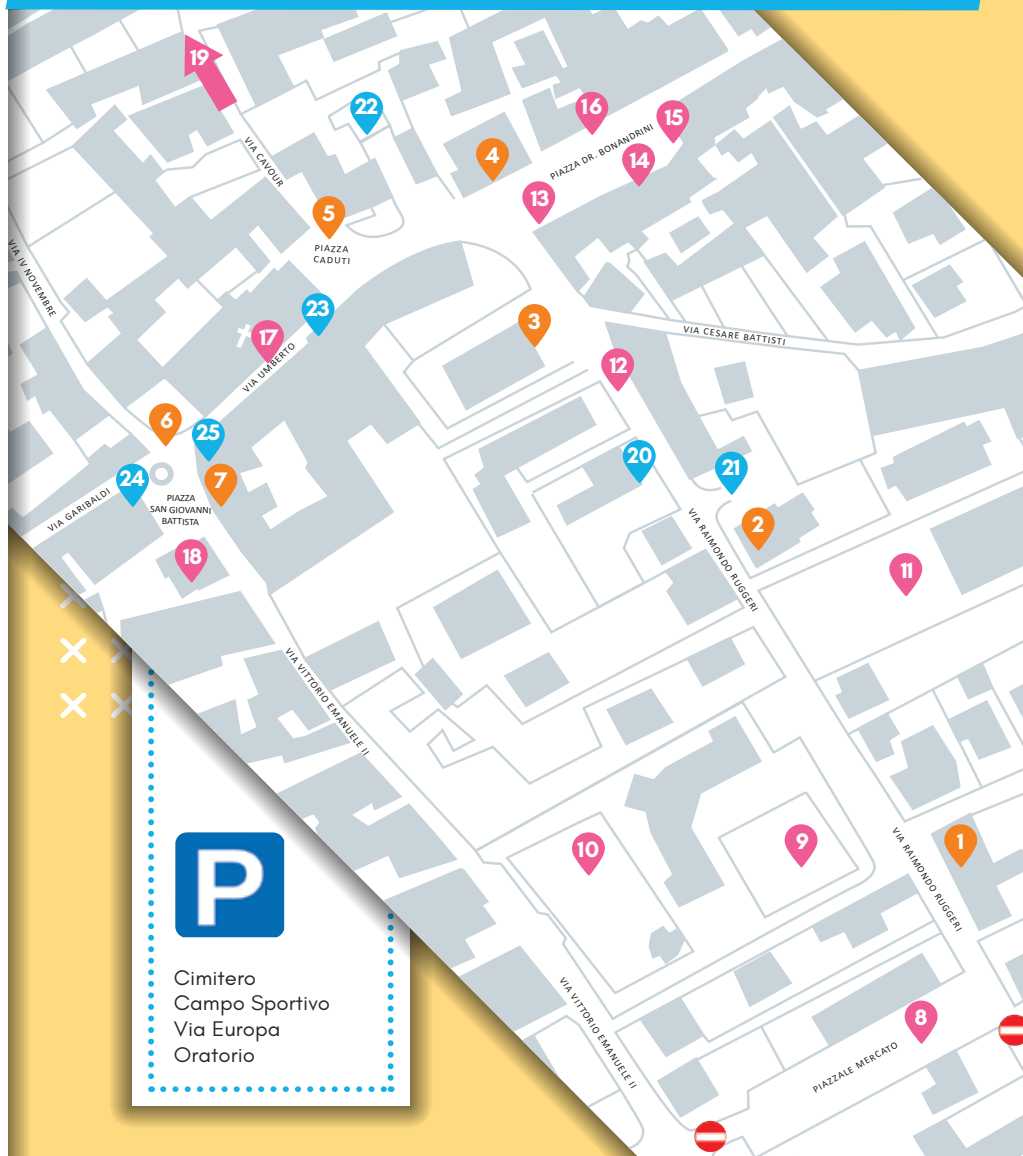 19
22
16
15
PIAZZA DR. BONANDRINI
4
14
VIA CAVOUR
13
5
PIAZZA
CADUTI
VIA IV NOVEMBRE
23
3
17
VIA CESARE BATTISTI
VIA UMBERTO
12
6
25
20
21
24
7
VIA GARIBALDI
PIAZZA
SAN GIOVANNI
BATTISTA
2
VIA RAIMONDO RUGGERI
18
11
VIA VITTORIO EMANUELE II
10
9
1
VIA RAIMONDO RUGGERI
P
Cimitero
Campo Sportivo
Via Europa
Oratorio
VIA VITTORIO EMANUELE II
8
PIAZZALE MERCATO